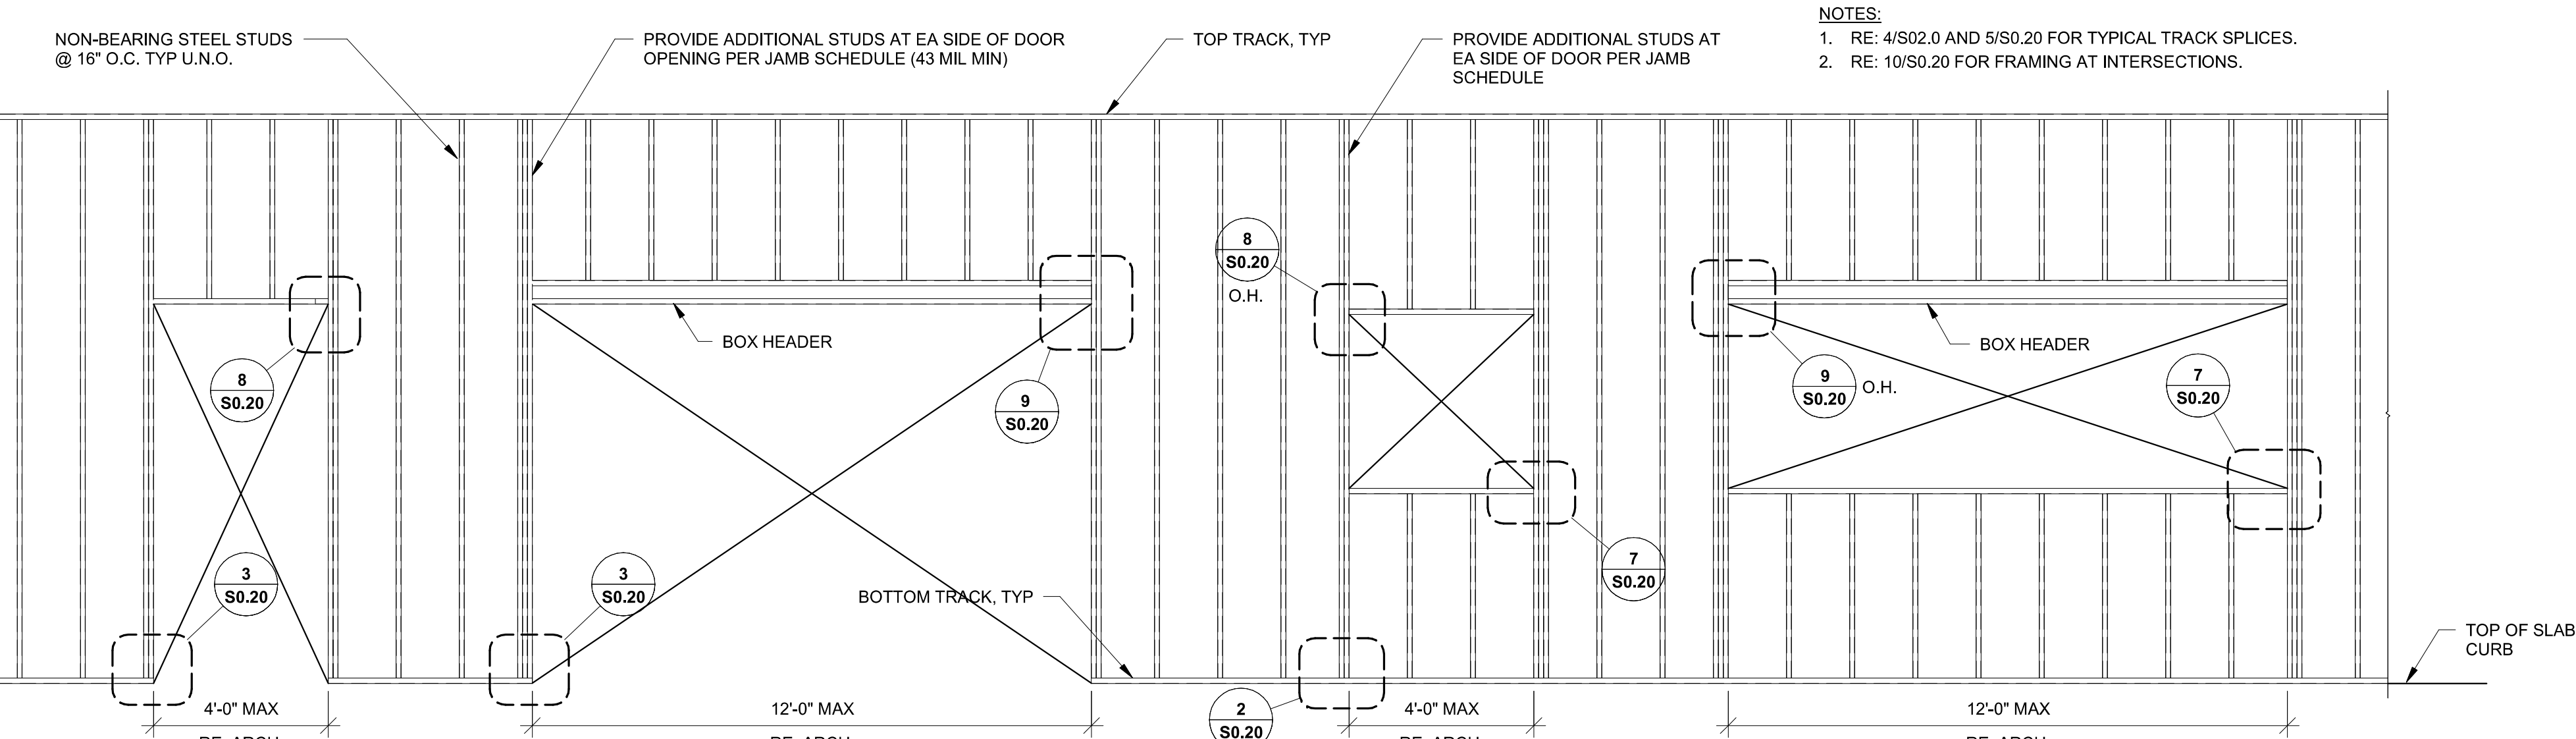 NOTES:
1. RE: 4/S02.0 AND 5/S0.20 FOR TYPICAL TRACK SPLICES.
2. RE: 10/S0.20 FOR FRAMING AT INTERSECTIONS.
NON-BEARING STEEL STUDS
@ 16" O.C. TYP U.N.O.
PROVIDE ADDITIONAL STUDS AT EA SIDE OF DOOR
OPENING PER JAMB SCHEDULE (43 MIL MIN)
TOP TRACK, TYP
PROVIDE ADDITIONAL STUDS AT
EA SIDE OF DOOR PER JAMB
SCHEDULE
8
S0.20
O.H.
BOX HEADER
BOX HEADER
8
S0.20
9
S0.20
9
S0.20
O.H.
7
S0.20
3
S0.20
3
S0.20
BOTTOM TRACK, TYP
7
S0.20
TOP OF SLAB
CURB
4'-0" MAX
12'-0" MAX
2
S0.20
4'-0" MAX
12'-0" MAX